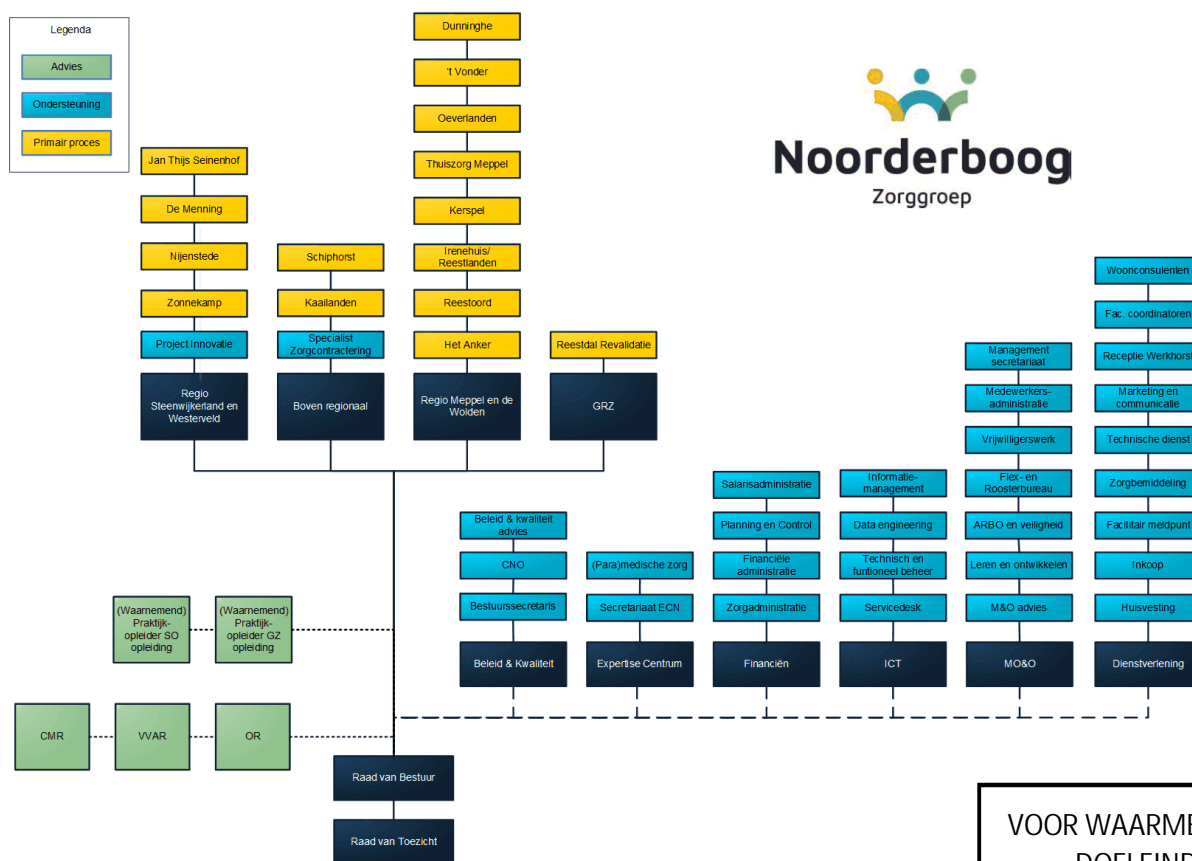 Legenda
Advies
Ondersteuning
Primair proces
Noorderboog
Zorggroep
Jan Thijs Seinenhof
De Menning
Nijenstede
Zonnekamp
Project Innovatie
Regio
Steenwijkerland en
Westerveld
Schiphorst
Kaailanden
Specialist
Zorgcontractering
Boven regionaal
Dunninghe
't Vonder
Oeverlanden
Thuiszorg Meppel
Kerspel
Irenehuis/
Reestlanden
Reestoord
Het Anker
Regio Meppel en de
Wolden
Reestdal Revalidatie
GRZ
Beleid & kwaliteit
advies
CNO
Bestuurssecretaris
Beleid & Kwaliteit
(Para)medische zorg
Secretariaat ECN
Expertise Centrum
Salarisadministratie
Planning en Control
Financiële
administratie
Zorgadministratie
Financiën
Informatie-
management
Data engineering
Technisch en
funtioneel beheer
Servicedesk
ICT
Management
secretariaat
Medewerkers-
administratie
Vrijwilligerswerk
Flex- en
Roosterbureau
ARBO en veiligheid
Leren en ontwikkelen
M&O advies
MO&O
Woonconsulenten
Fac. coordinatoren
Receptie Werkhorst
Marketing en
communicatie
Technische dienst
Zorgbemiddeling
Facilitair meldpunt
Inkoop
Huisvesting
Dienstverlening
(Waarnemend)
Praktijk-
opleider SO
opleiding
(Waarnemend)
Praktijk-
opleider GZ
opleiding
CMR
VVAR
OR
Raad van Bestuur
Raad van Toezicht
VOOR